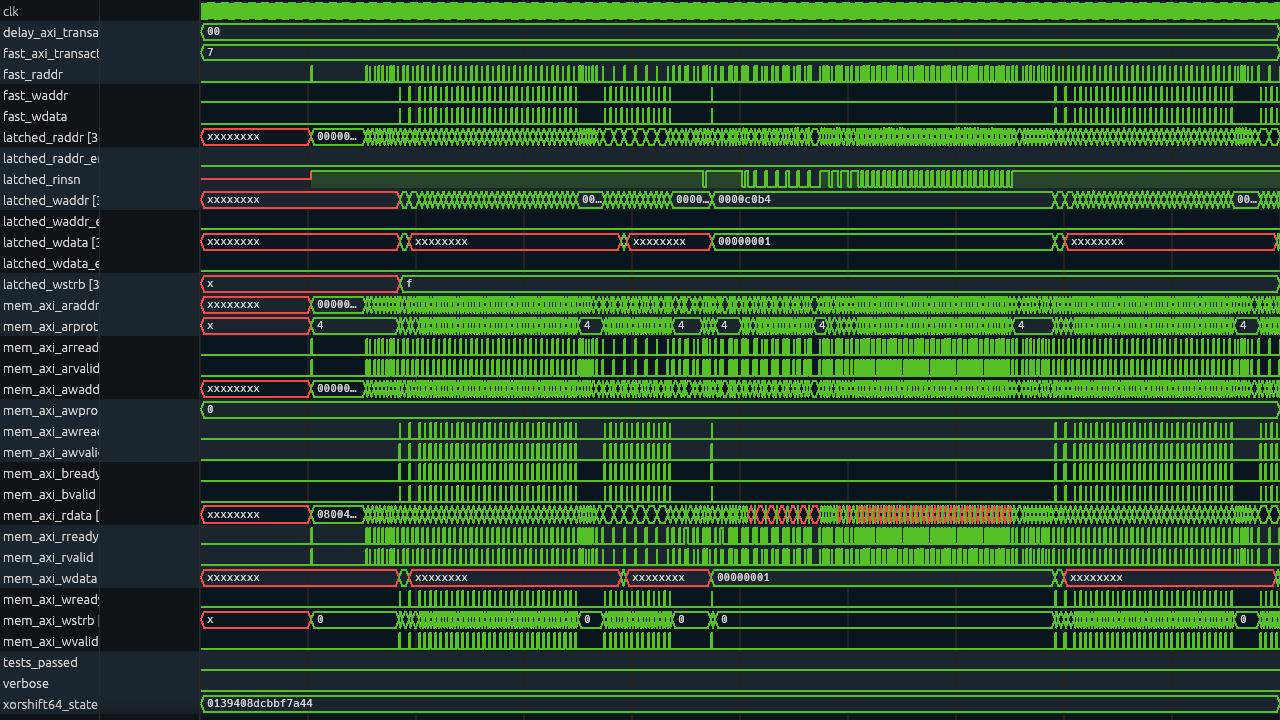 clk
delay_axi_transa 00
fast_axi_transact 7
fast_raddr
fast_waddr
fast_wdata
latched_raddr [3 xxxxxxxx 00000…
latched_raddr_e
latched_rinsn
latched_waddr [3 xxxxxxxx 00… 0000… 0000c0b4 00…
latched_waddr_e
latched_wdata [3 xxxxxxxx xxxxxxxx xxxxxxxx 00000001 xxxxxxxx
latched_wdata_e
latched_wstrb [3 x f
mem_axi_araddr xxxxxxxx 00000…
mem_axi_arprot x 4 4 4 4 4 4 4
mem_axi_arread
mem_axi_arvalid
mem_axi_awadd xxxxxxxx 00000…
mem_axi_awpro 0
mem_axi_awrea
mem_axi_awvali
mem_axi_bready
mem_axi_bvalid
mem_axi_rdata [ xxxxxxxx 08004…
mem_axi_rready
mem_axi_rvalid
mem_axi_wdata xxxxxxxx xxxxxxxx xxxxxxxx 00000001 xxxxxxxx
mem_axi_wready
mem_axi_wstrb [ x 0 0 0 0 0
mem_axi_wvalid
tests_passed
verbose
xorshift64_state 0139408dcbbf7a44